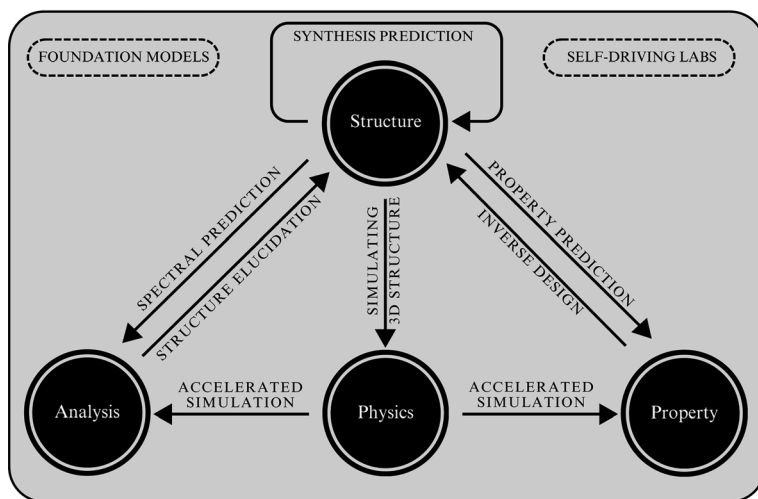 SYNTHESIS PREDICTION
FOUNDATION MODELS
SELF-DRIVING LABS
Structure
SPECTRAL PREDICTION
STRUCTURE ELUCIDATION
SIMULATING
3D STRUCTURE
PROPERTY PREDICTION
INVERSE DESIGN
Analysis
ACCELERATED
SIMULATION
Physics
ACCELERATED
SIMULATION
Property